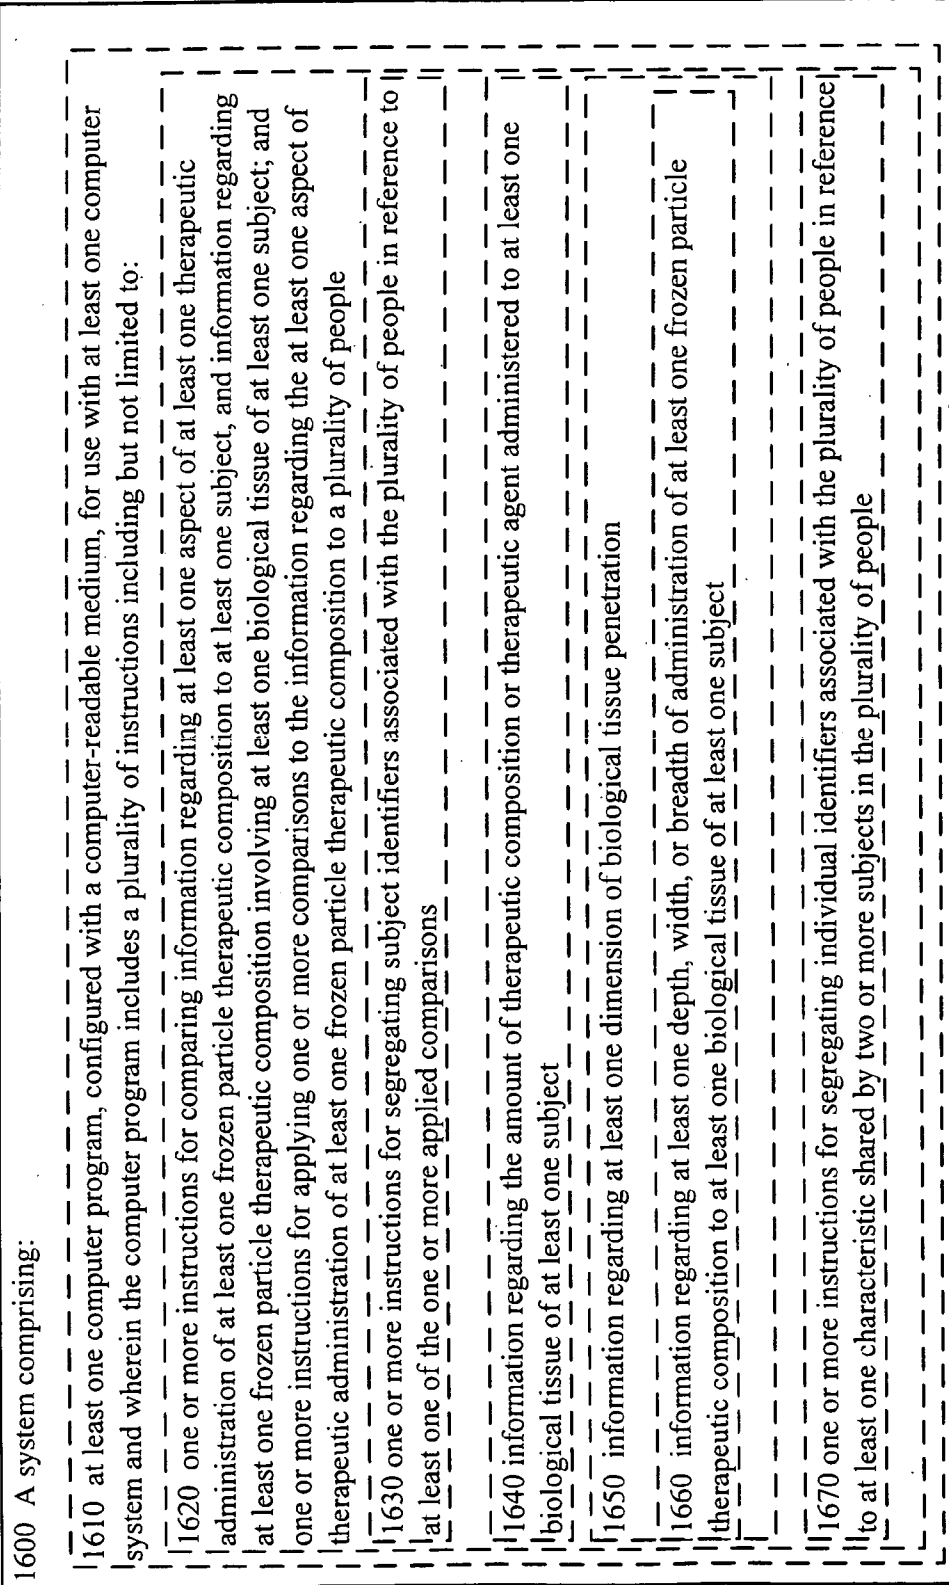 1600 A system comprising:
1610 at least one computer program, configured with a computer-readable medium, for use with at least one computer
system and wherein the computer program includes a plurality of instructions including but not limited to:
1620 one or more instructions for comparing information regarding at least one aspect of at least one therapeutic
administration of at least one frozen particle therapeutic composition to at least one subject, and information regarding
at least one frozen particle therapeutic composition involving at least one biological tissue of at least one subject; and
one or more instructions for applying one or more comparisons to the information regarding the at least one aspect of
therapeutic administration of at least one frozen particle therapeutic composition to a plurality of people
1630 one or more instructions for segregating subject identifiers associated with the plurality of people in reference to
at least one of the one or more applied comparisons
1640 information regarding the amount of therapeutic composition or therapeutic agent administered to at least one
biological tissue of at least one subject
1650 information regarding at least one dimension of biological tissue penetration
1660 information regarding at least one depth, width, or breadth of administration of at least one frozen particle
therapeutic composition to at least one biological tissue of at least one subject
1670 one or more instructions for segregating individual identifiers associated with the plurality of people in reference
to at least one characteristic shared by two or more subjects in the plurality of people